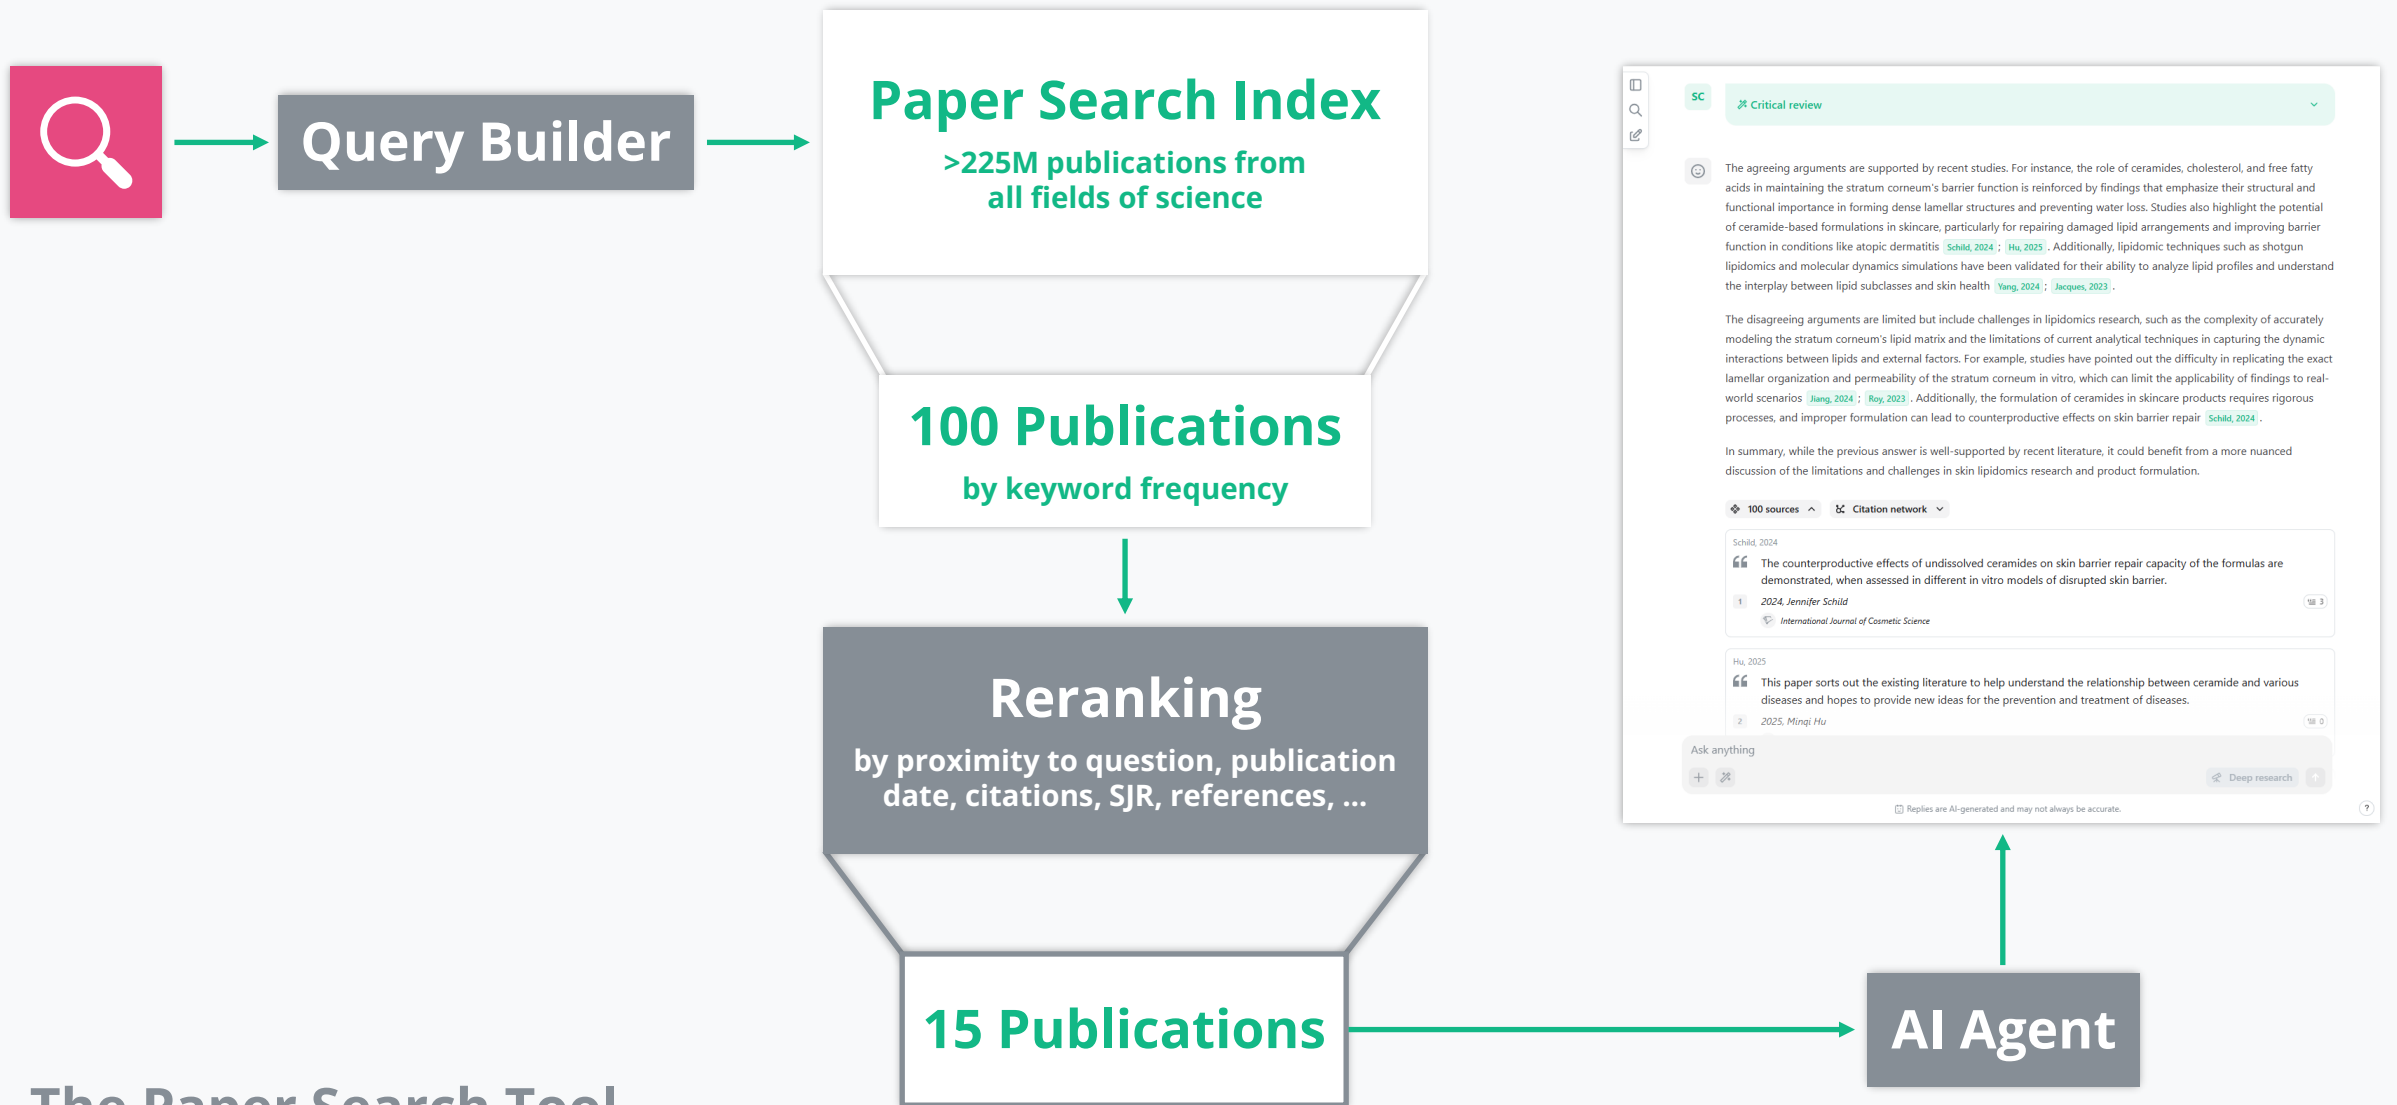 Query Builder
Paper Search Index
>225M publications from
all fields of science
100 Publications
by keyword frequency
Reranking
by proximity to question, publication
date, citations, SJR, references, ...
15 Publications
AI Agent
The Paper Search Tool
SC
Critical review
The agreeing arguments are supported by recent studies. For instance, the role of ceramides, cholesterol, and free fatty
acids in maintaining the stratum corneum's barrier function is reinforced by findings that emphasize their structural and
functional importance in forming dense lamellar structures and preventing water loss. Studies also highlight the potential
of ceramide-based formulations in skincare, particularly for repairing damaged lipid arrangements and improving barrier
function in conditions like atopic dermatitis Schild, 2024 ; Hu, 2025 . Additionally, lipidomic techniques such as shotgun
lipidomics and molecular dynamics simulations have been validated for their ability to analyze lipid profiles and understand
the interplay between lipid subclasses and skin health Yang, 2024 ; Jacques, 2023 .
The disagreeing arguments are limited but include challenges in lipidomics research, such as the complexity of accurately
modeling the stratum corneum's lipid matrix and the limitations of current analytical techniques in capturing the dynamic
interactions between lipids and external factors. For example, studies have pointed out the difficulty in replicating the exact
lamellar organization and permeability of the stratum corneum in vitro, which can limit the applicability of findings to real-
world scenarios Jiang, 2024 ; Roy, 2023 . Additionally, the formulation of ceramides in skincare products requires rigorous
processes, and improper formulation can lead to counterproductive effects on skin barrier repair Schild, 2024 .
In summary, while the previous answer is well-supported by recent literature, it could benefit from a more nuanced
discussion of the limitations and challenges in skin lipidomics research and product formulation.
100 sources Citation network
Schild, 2024
The counterproductive effects of undissolved ceramides on skin barrier repair capacity of the formulas are
demonstrated, when assessed in different in vitro models of disrupted skin barrier.
1 2024, Jennifer Schild 3
International Journal of Cosmetic Science
Hu, 2025
This paper sorts out the existing literature to help understand the relationship between ceramide and various
diseases and hopes to provide new ideas for the prevention and treatment of diseases.
2 2025, Minqi Hu 0
Ask anything
Deep research
Replies are AI-generated and may not always be accurate.
?